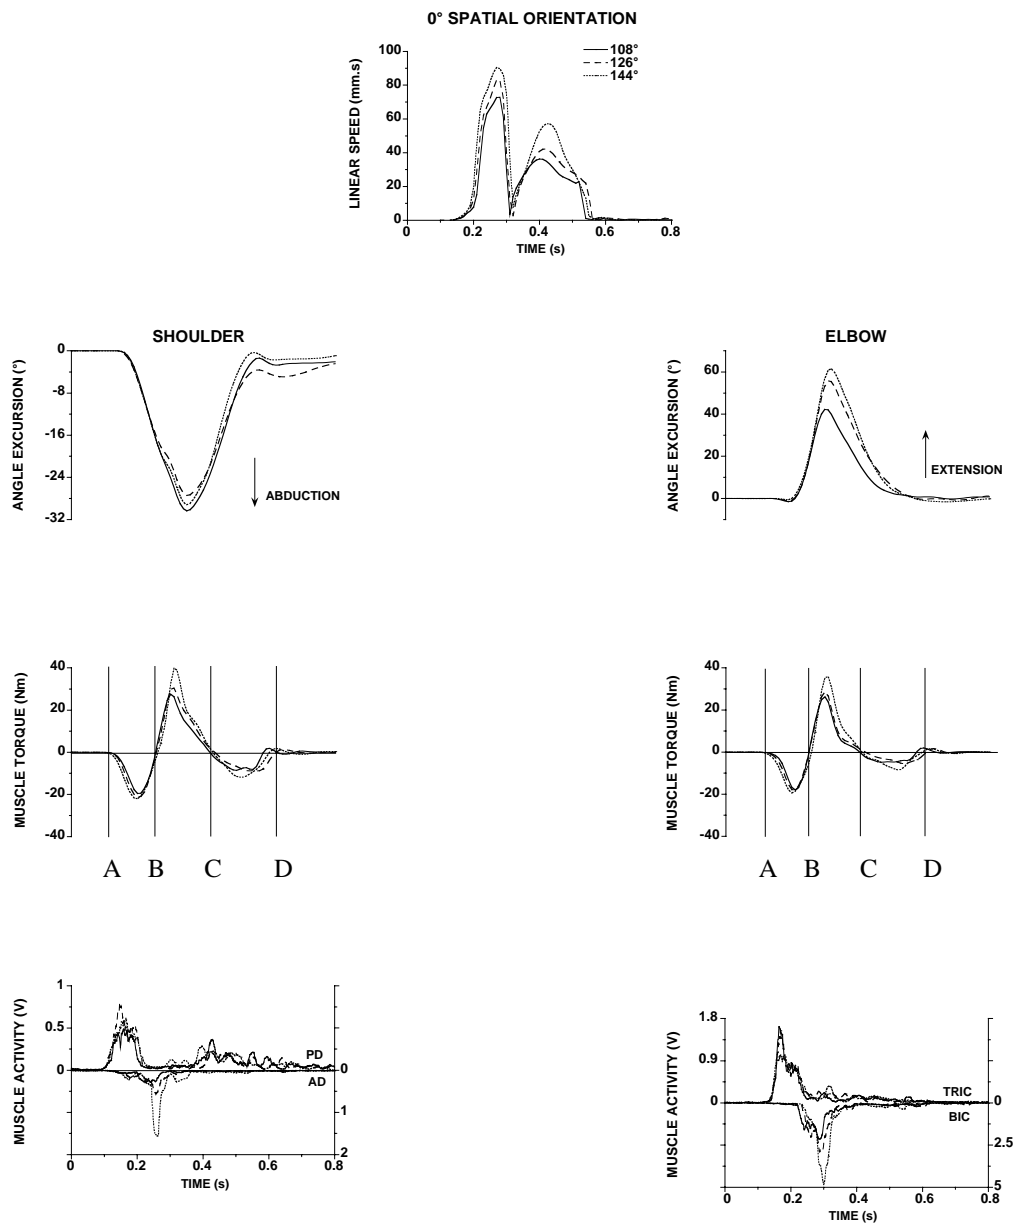 0° SPATIAL ORIENTATION
LINEAR SPEED (mm.s)
100
80
60
40
20
0
108°
126°
144°
0 0.2 0.4 0.6 0.8
TIME (s)
SHOULDER
ANGLE EXCURSION (°)
0
-8
-16
-24
-32
ABDUCTION
ELBOW
ANGLE EXCURSION (°)
60
40
20
0
EXTENSION
MUSCLE TORQUE (Nm)
40
20
0
-20
-40
A B C D
MUSCLE TORQUE (Nm)
40
20
0
-20
-40
A B C D
MUSCLE ACTIVITY (V)
1
0.5
0
PD
AD
0
1
2
0 0.2 0.4 0.6 0.8
TIME (s)
MUSCLE ACTIVITY (V)
1.8
0.9
0
TRIC
BIC
0
2.5
5
0 0.2 0.4 0.6 0.8
TIME (s)